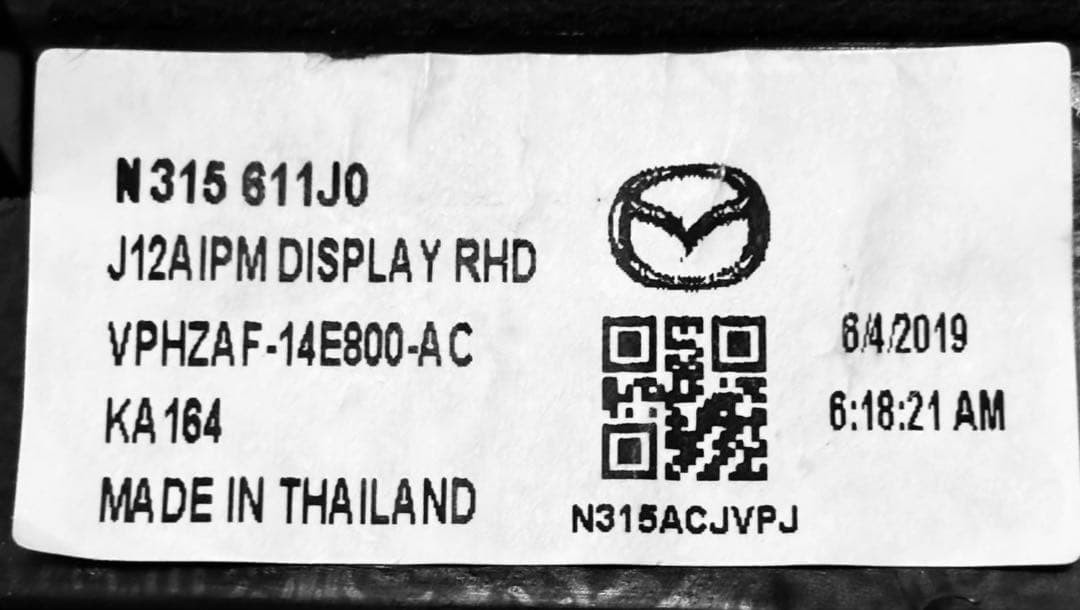 N315 611J0
J12AIPM DISPLAY RHD
VPHZAF-14E800-AC
KA164
MADE IN THAILAND
6/4/2019
6:18:21 AM
N315ACJVPJ